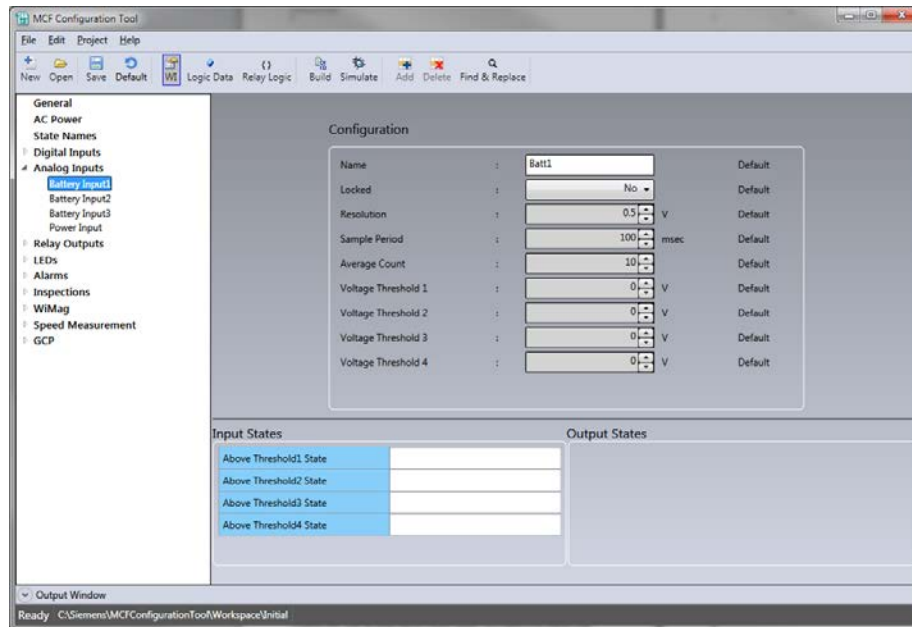 MCF Configuration Tool
File Edit Project Help
New Open Save Default WI Logic Data Relay Logic Build Simulate Add Delete Find & Replace
General
AC Power
State Names
Digital Inputs
Analog Inputs
Battery Input1
Battery Input2
Battery Input3
Power Input
Relay Outputs
LEDs
Alarms
Inspections
WiMag
Speed Measurement
GCP
Configuration
Name : Batt1 Default
Locked : No Default
Resolution : 0.5 V Default
Sample Period : 100 msec Default
Average Count : 10 Default
Voltage Threshold 1 : 0 V Default
Voltage Threshold 2 : 0 V Default
Voltage Threshold 3 : 0 V Default
Voltage Threshold 4 : 0 V Default
Input States
Above Threshold1 State
Above Threshold2 State
Above Threshold3 State
Above Threshold4 State
Output States
Output Window
Ready C:\Siemens\MCFConfigurationTool\Workspace\Initial